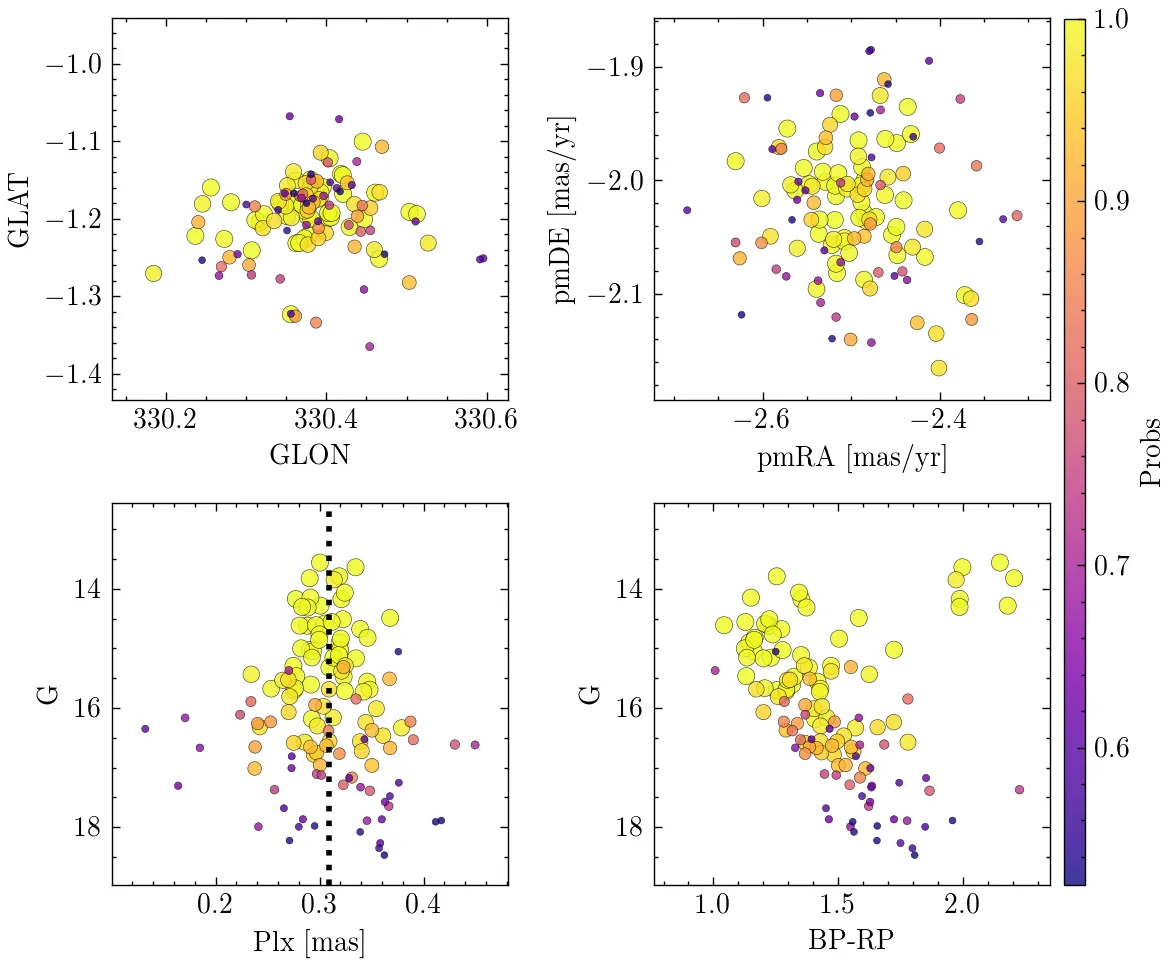 −1.0
−1.1
−1.2
−1.3
−1.4
GLAT
330.2 330.4 330.6
GLON
−1.9
−2.0
−2.1
pmDE [mas/yr]
−2.6 −2.4
pmRA [mas/yr]
1.0
0.9
0.8
0.7
0.6
Probs
14
16
18
G
0.2 0.3 0.4
Plx [mas]
14
16
18
G
1.0 1.5 2.0
BP-RP